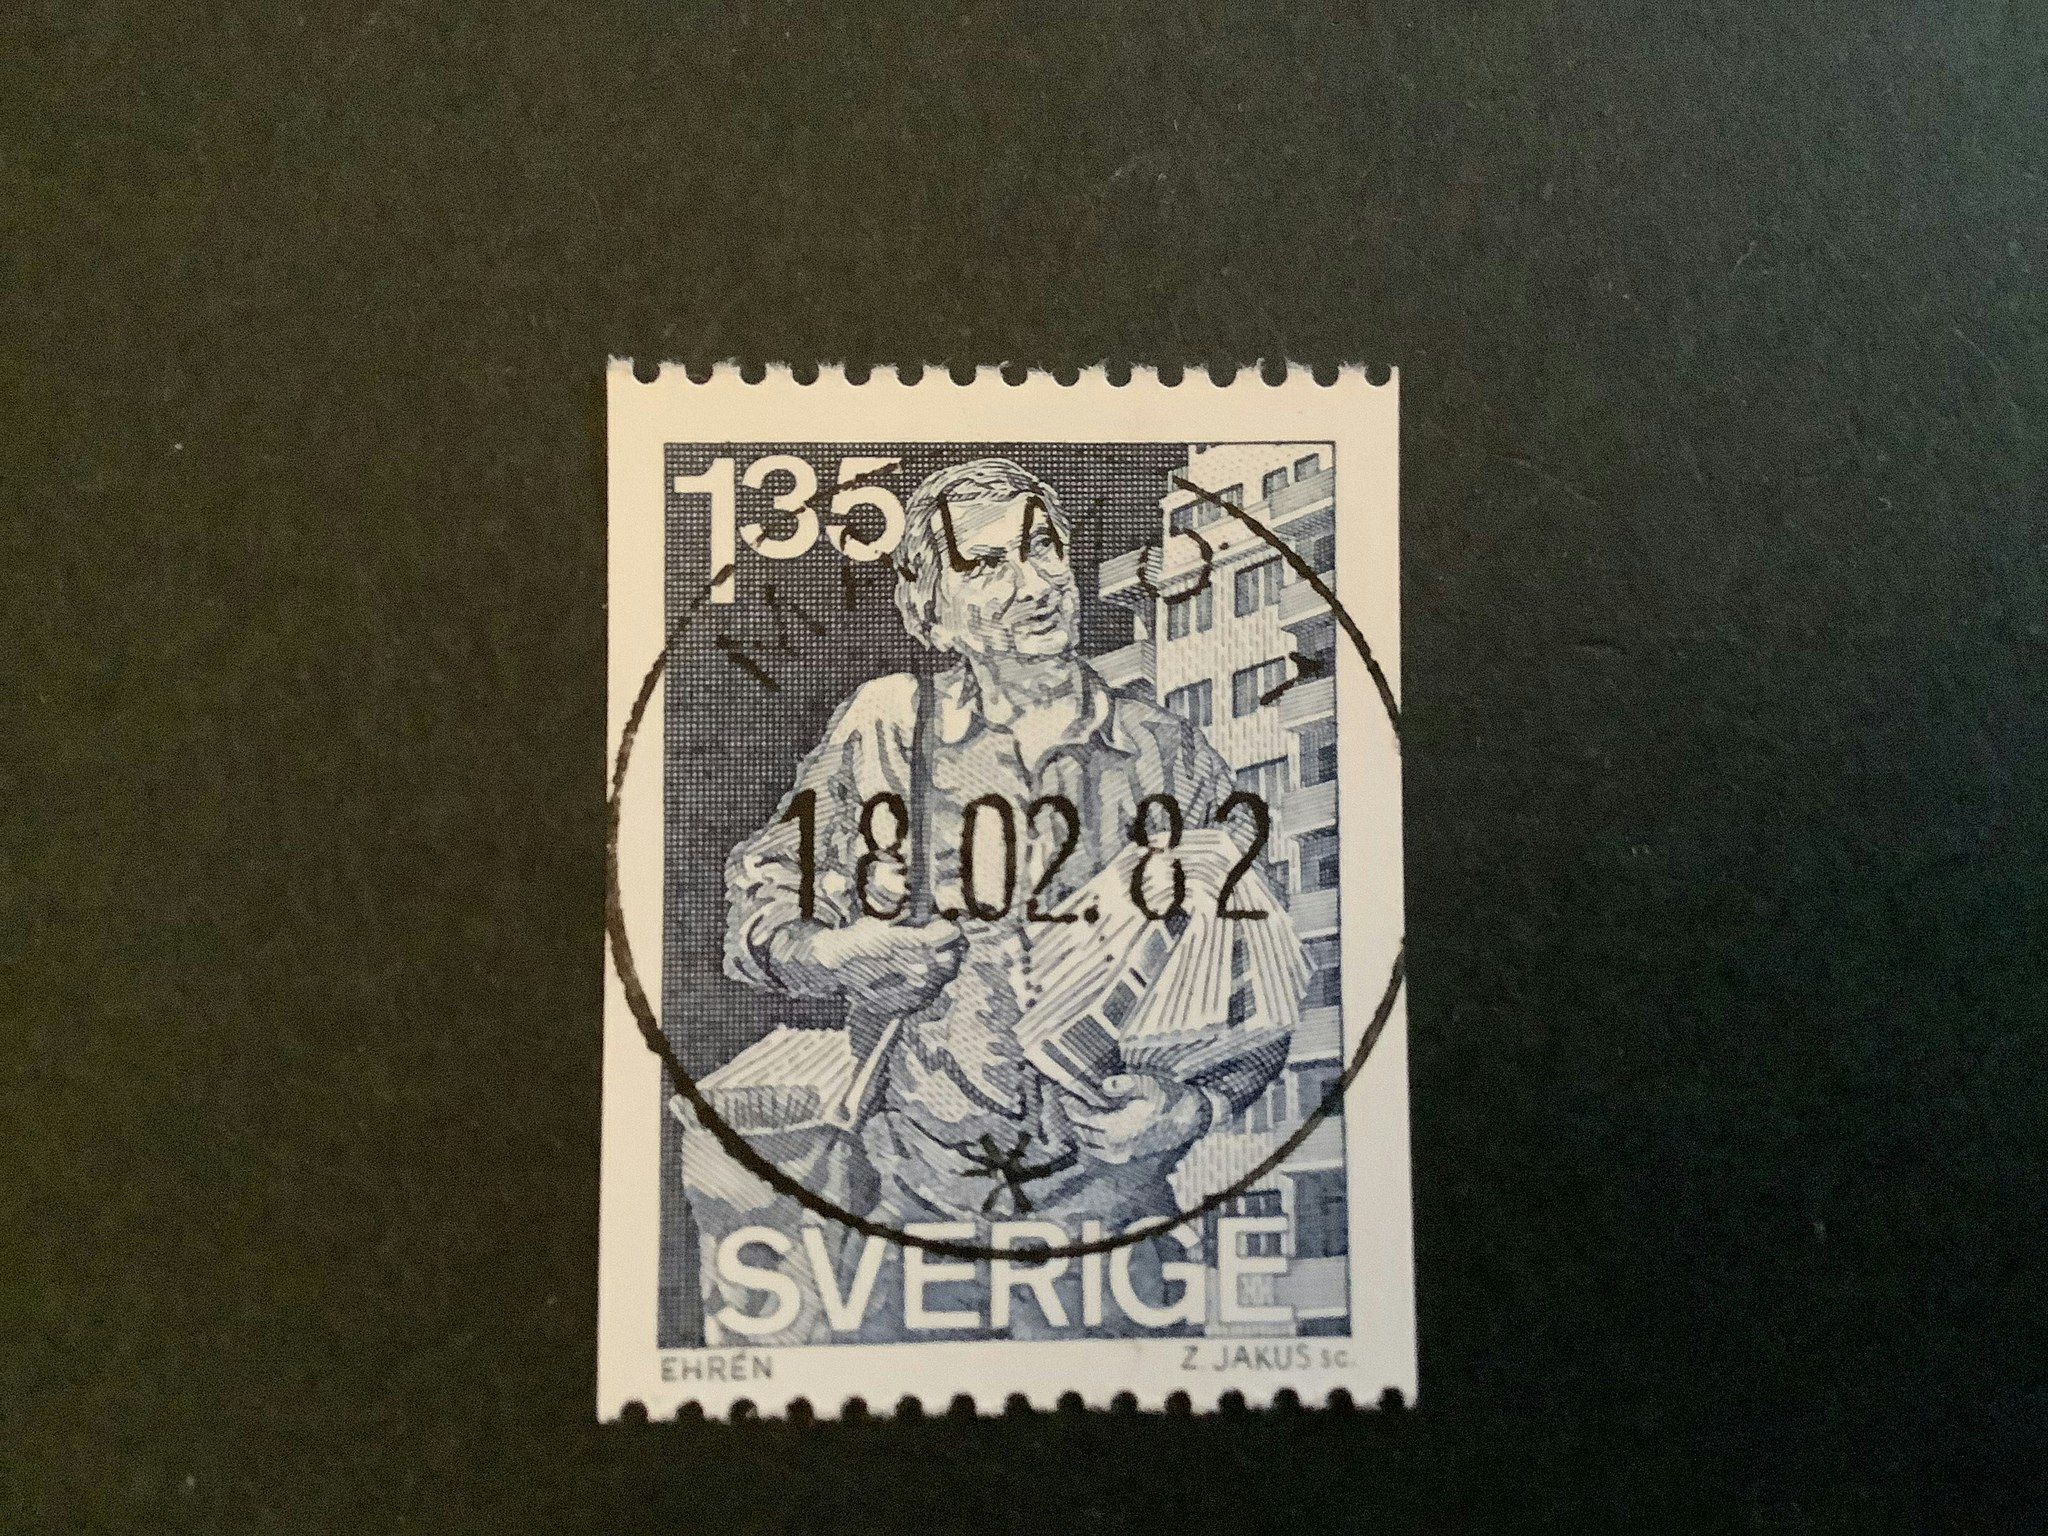 135
18.02.82
*
SVERIGE
EHRÉN
Z. JAKUS sc.